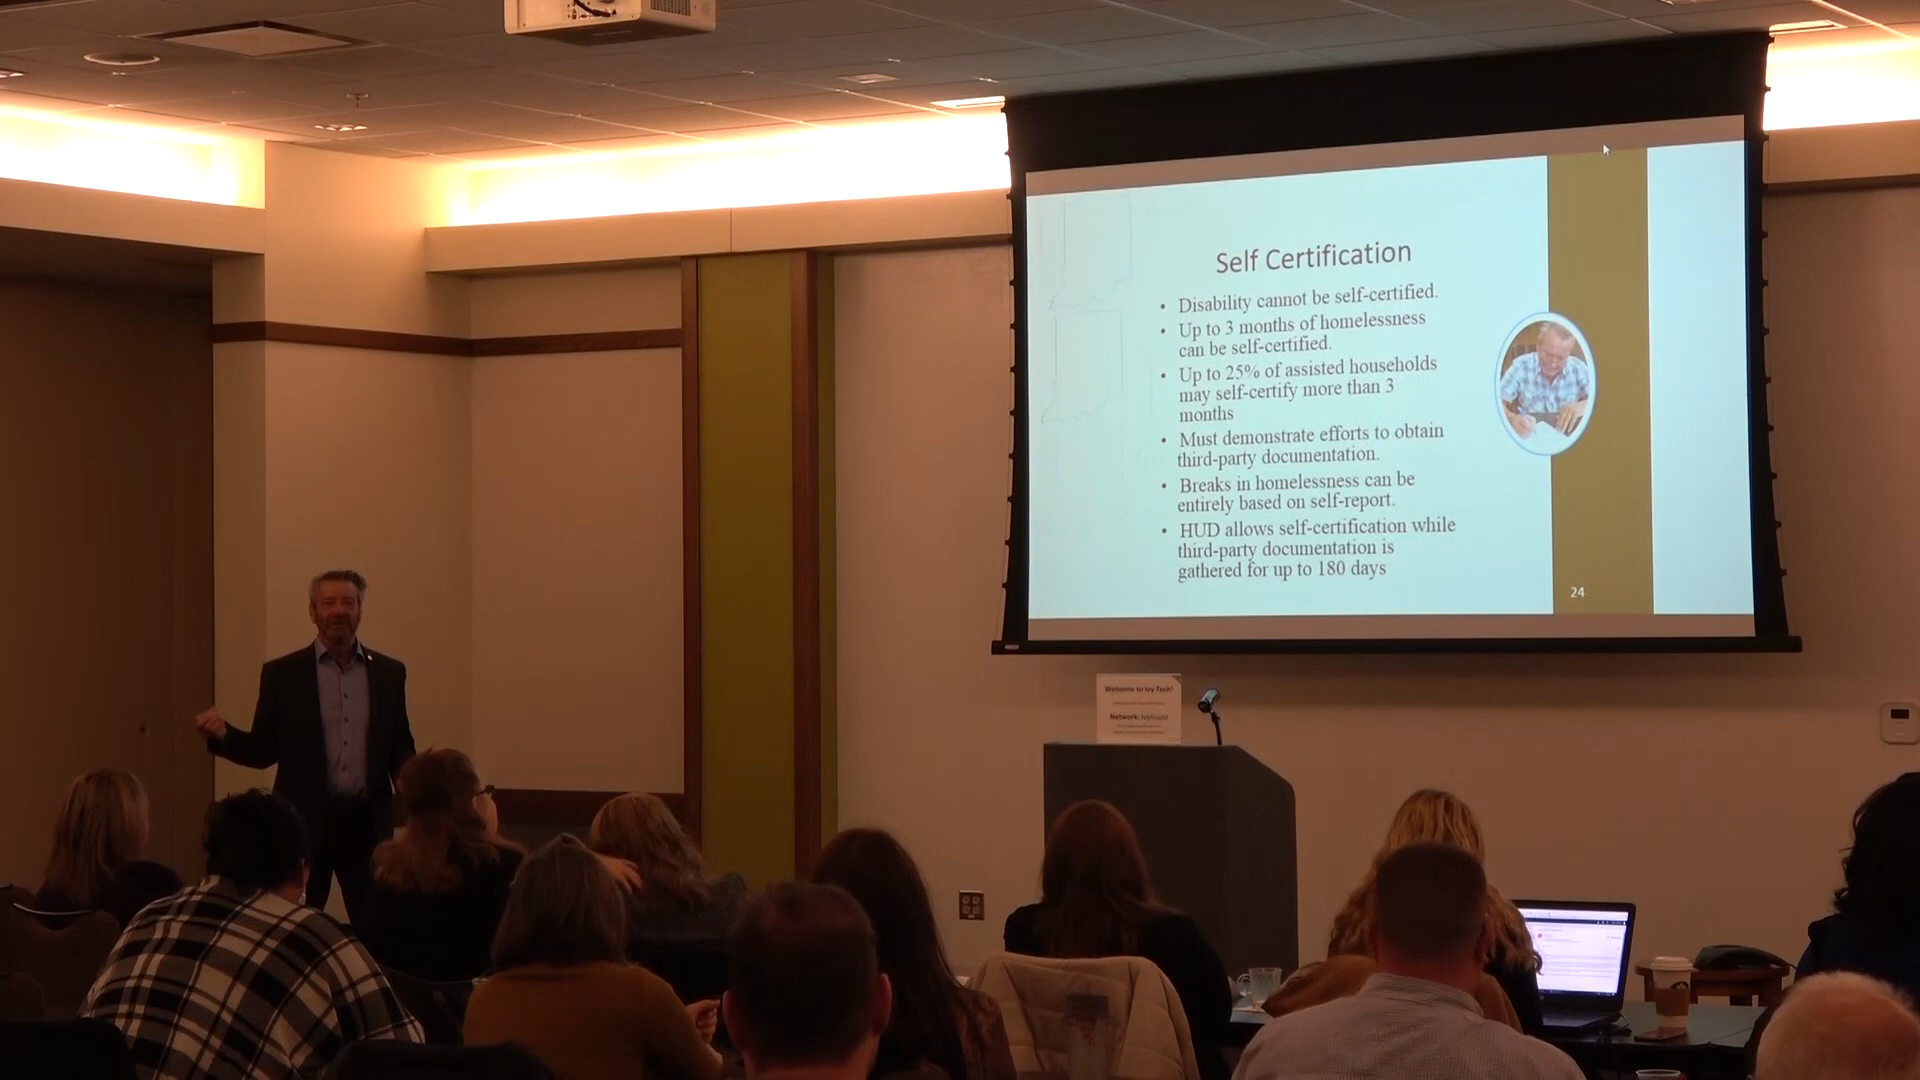 Self Certification
• Disability cannot be self-certified.
• Up to 3 months of homelessness
can be self-certified.
• Up to 25% of assisted households
may self-certify more than 3
months
• Must demonstrate efforts to obtain
third-party documentation.
• Breaks in homelessness can be
entirely based on self-report.
• HUD allows self-certification while
third-party documentation is
gathered for up to 180 days
24
Welcome to Ivy Tech!
Network: IvyGuest